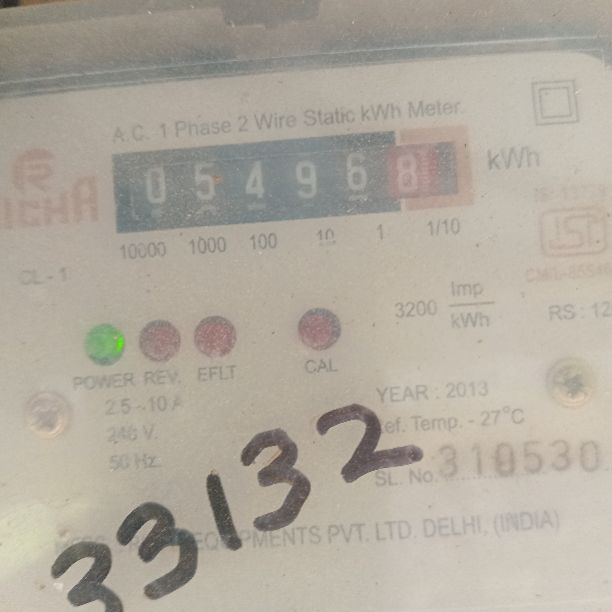 A.C. 1 Phase 2 Wire Static kWh Meter.
0 5 4 9 6 8 kWh
10000 1000 100 10 1 1/10
CL - 1
3200 Imp
kWh
RS : 12
POWER REV. EFLT CAL
2.5 - 10 A
YEAR : 2013
240 V.
Ref. Temp. - 27°C
50 Hz.
SL. No. 310530
PVT. LTD. DELHI, (INDIA)
33132